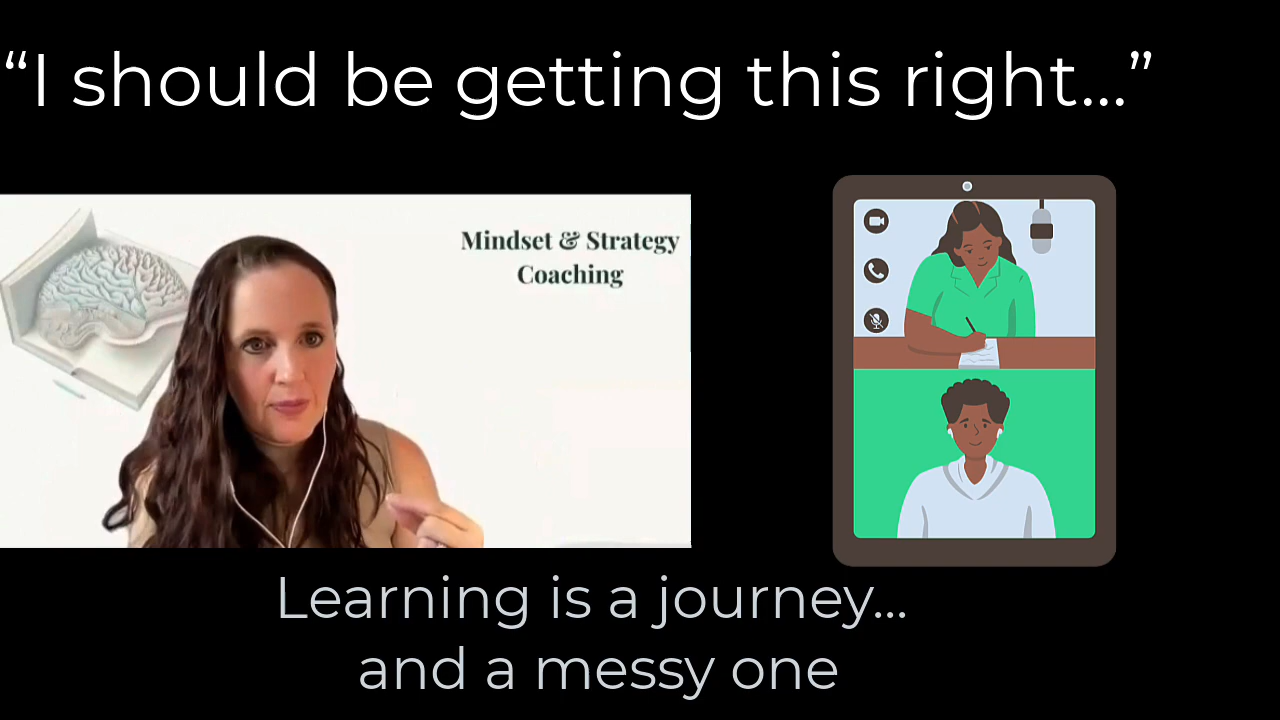 “I should be getting this right...”
Mindset & Strategy
Coaching
Learning is a journey...
and a messy one